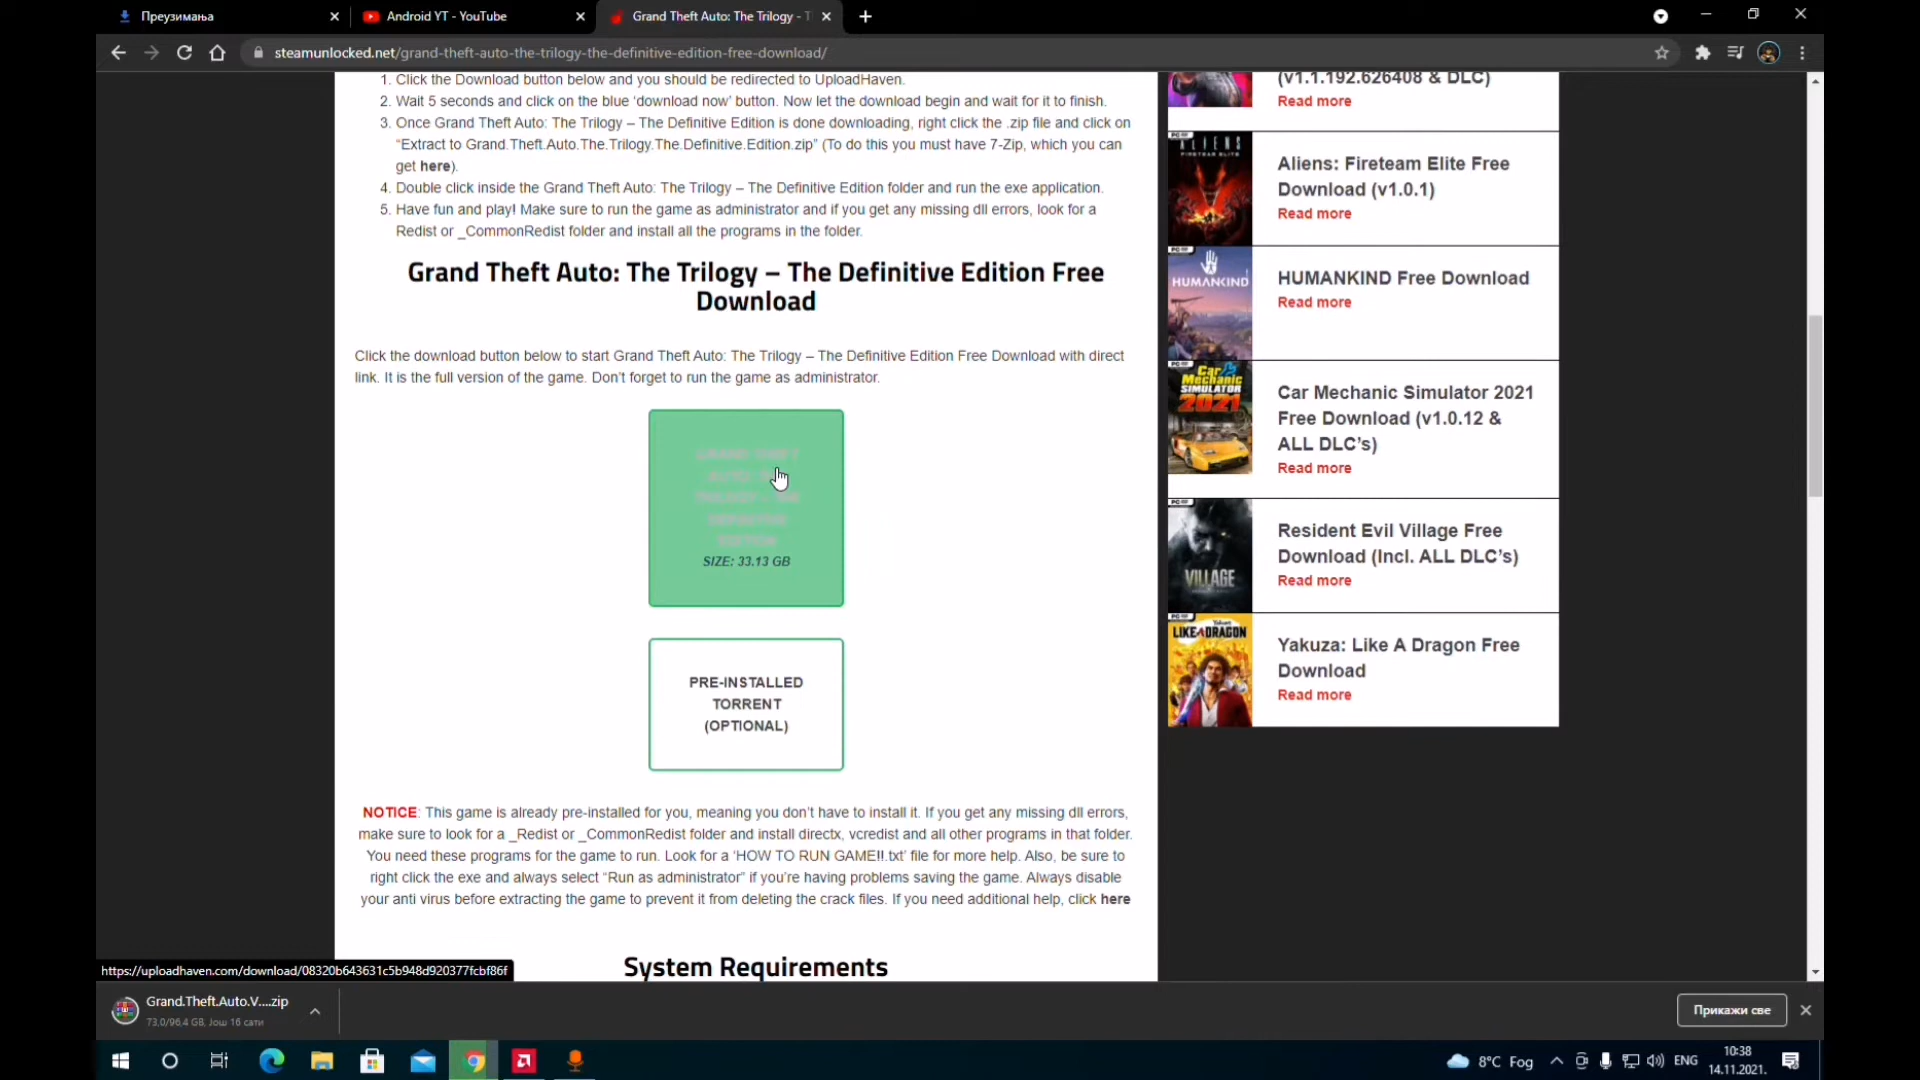 Преузимања
Android YT - YouTube
Grand Theft Auto: The Trilogy - T
steamunlocked.net/grand-theft-auto-the-trilogy-the-definitive-edition-free-download/
1. Click the Download button below and you should be redirected to UploadHaven.
2. Wait 5 seconds and click on the blue ‘download now’ button. Now let the download begin and wait for it to finish.
3. Once Grand Theft Auto: The Trilogy – The Definitive Edition is done downloading, right click the .zip file and click on
“Extract to Grand.Theft.Auto.The.Trilogy.The.Definitive.Edition.zip” (To do this you must have 7-Zip, which you can
get here).
4. Double click inside the Grand Theft Auto: The Trilogy – The Definitive Edition folder and run the exe application.
5. Have fun and play! Make sure to run the game as administrator and if you get any missing dll errors, look for a
Redist or _CommonRedist folder and install all the programs in the folder.
Grand Theft Auto: The Trilogy – The Definitive Edition Free
Download
Click the download button below to start Grand Theft Auto: The Trilogy – The Definitive Edition Free Download with direct
link. It is the full version of the game. Don’t forget to run the game as administrator.
SIZE: 33.13 GB
PRE-INSTALLED
TORRENT
(OPTIONAL)
NOTICE: This game is already pre-installed for you, meaning you don’t have to install it. If you get any missing dll errors,
make sure to look for a _Redist or _CommonRedist folder and install directx, vcredist and all other programs in that folder.
You need these programs for the game to run. Look for a ‘HOW TO RUN GAME!!.txt’ file for more help. Also, be sure to
right click the exe and always select “Run as administrator” if you’re having problems saving the game. Always disable
your anti virus before extracting the game to prevent it from deleting the crack files. If you need additional help, click here
System Requirements
(v1.1.192.626408 & DLC)
Read more
ALIENS
FIRETEAM ELITE
Aliens: Fireteam Elite Free
Download (v1.0.1)
Read more
HUMANKIND
HUMANKIND Free Download
Read more
Car
Mechanic
SIMULATOR
2021
Car Mechanic Simulator 2021
Free Download (v1.0.12 &
ALL DLC’s)
Read more
VILLAGE
Resident Evil Village Free
Download (Incl. ALL DLC’s)
Read more
LIKE A DRAGON
Yakuza: Like A Dragon Free
Download
Read more
https://uploadhaven.com/download/08320b643631c5b948d920377fcbf86f
Grand.Theft.Auto.V....zip
73,0/96,4 GB, Још 16 сати
Прикажи све
8°C Fog
ENG
10:38
14.11.2021.